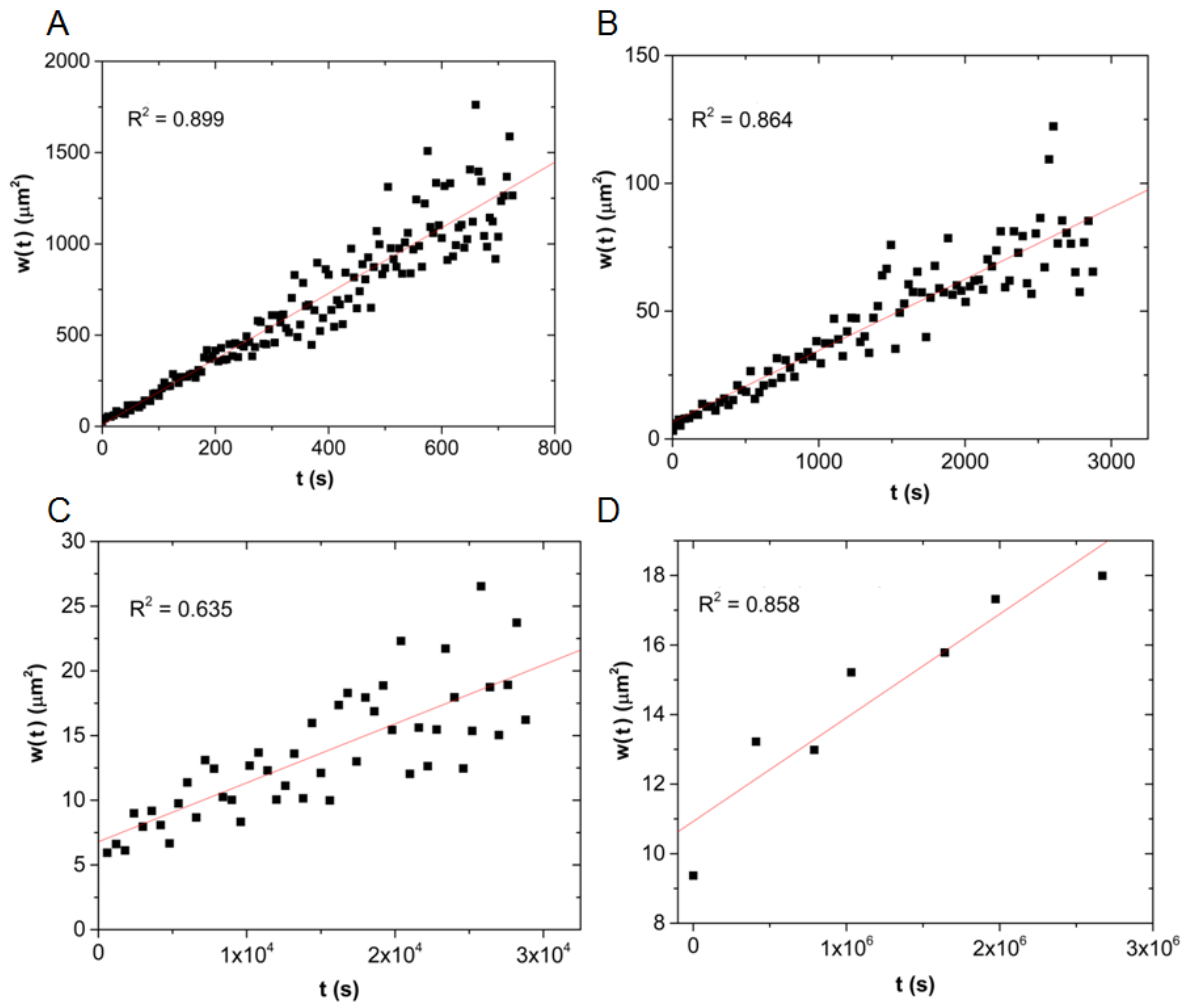 A
2000
1500
1000
500
0
w(t) (μm²)
R² = 0.899
0 200 400 600 800
t (s)
B
150
100
50
0
w(t) (μm²)
R² = 0.864
0 1000 2000 3000
t (s)
C
30
25
20
15
10
5
0
w(t) (μm²)
R² = 0.635
0 1x10⁴ 2x10⁴ 3x10⁴
t (s)
D
18
16
14
12
10
8
w(t) (μm²)
R² = 0.858
0 1x10⁶ 2x10⁶ 3x10⁶
t (s)